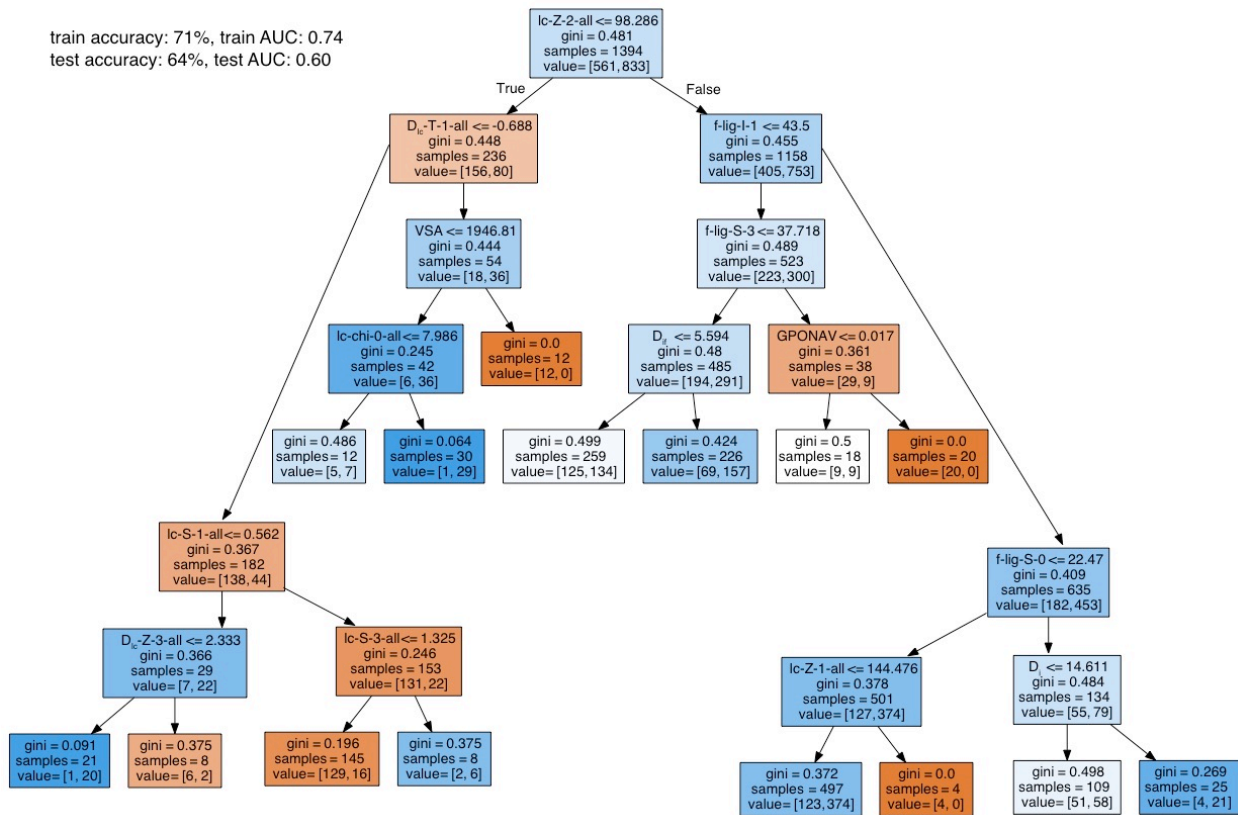 train accuracy: 71%, train AUC: 0.74
test accuracy: 64%, test AUC: 0.60
lc-Z-2-all <= 98.286
gini = 0.481
samples = 1394
value= [561, 833]
True
False
D_lc-T-1-all <= -0.688
gini = 0.448
samples = 236
value= [156, 80]
f-lig-I-1 <= 43.5
gini = 0.455
samples = 1158
value= [405, 753]
VSA <= 1946.81
gini = 0.444
samples = 54
value= [18, 36]
f-lig-S-3 <= 37.718
gini = 0.489
samples = 523
value= [223, 300]
lc-chi-0-all <= 7.986
gini = 0.245
samples = 42
value= [6, 36]
gini = 0.0
samples = 12
value= [12, 0]
<= 5.594
gini = 0.48
samples = 485
value= [194, 291]
GPONAV <= 0.017
gini = 0.361
samples = 38
value= [29, 9]
gini = 0.486
samples = 12
value= [5, 7]
gini = 0.064
samples = 30
value= [1, 29]
gini = 0.499
samples = 259
value= [125, 134]
gini = 0.424
samples = 226
value= [69, 157]
gini = 0.5
samples = 18
value= [9, 9]
gini = 0.0
samples = 20
value= [20, 0]
lc-S-1-all <= 0.562
gini = 0.367
samples = 182
value= [138, 44]
f-lig-S-0 <= 22.47
gini = 0.409
samples = 635
value= [182, 453]
D_lc-Z-3-all <= 2.333
gini = 0.366
samples = 29
value= [7, 22]
lc-S-3-all <= 1.325
gini = 0.246
samples = 153
value= [131, 22]
lc-Z-1-all <= 144.476
gini = 0.378
samples = 501
value= [127, 374]
<= 14.611
gini = 0.484
samples = 134
value= [55, 79]
gini = 0.091
samples = 21
value= [1, 20]
gini = 0.375
samples = 8
value= [6, 2]
gini = 0.196
samples = 145
value= [129, 16]
gini = 0.375
samples = 8
value= [2, 6]
gini = 0.372
samples = 497
value= [123, 374]
gini = 0.0
samples = 4
value= [4, 0]
gini = 0.498
samples = 109
value= [51, 58]
gini = 0.269
samples = 25
value= [4, 21]